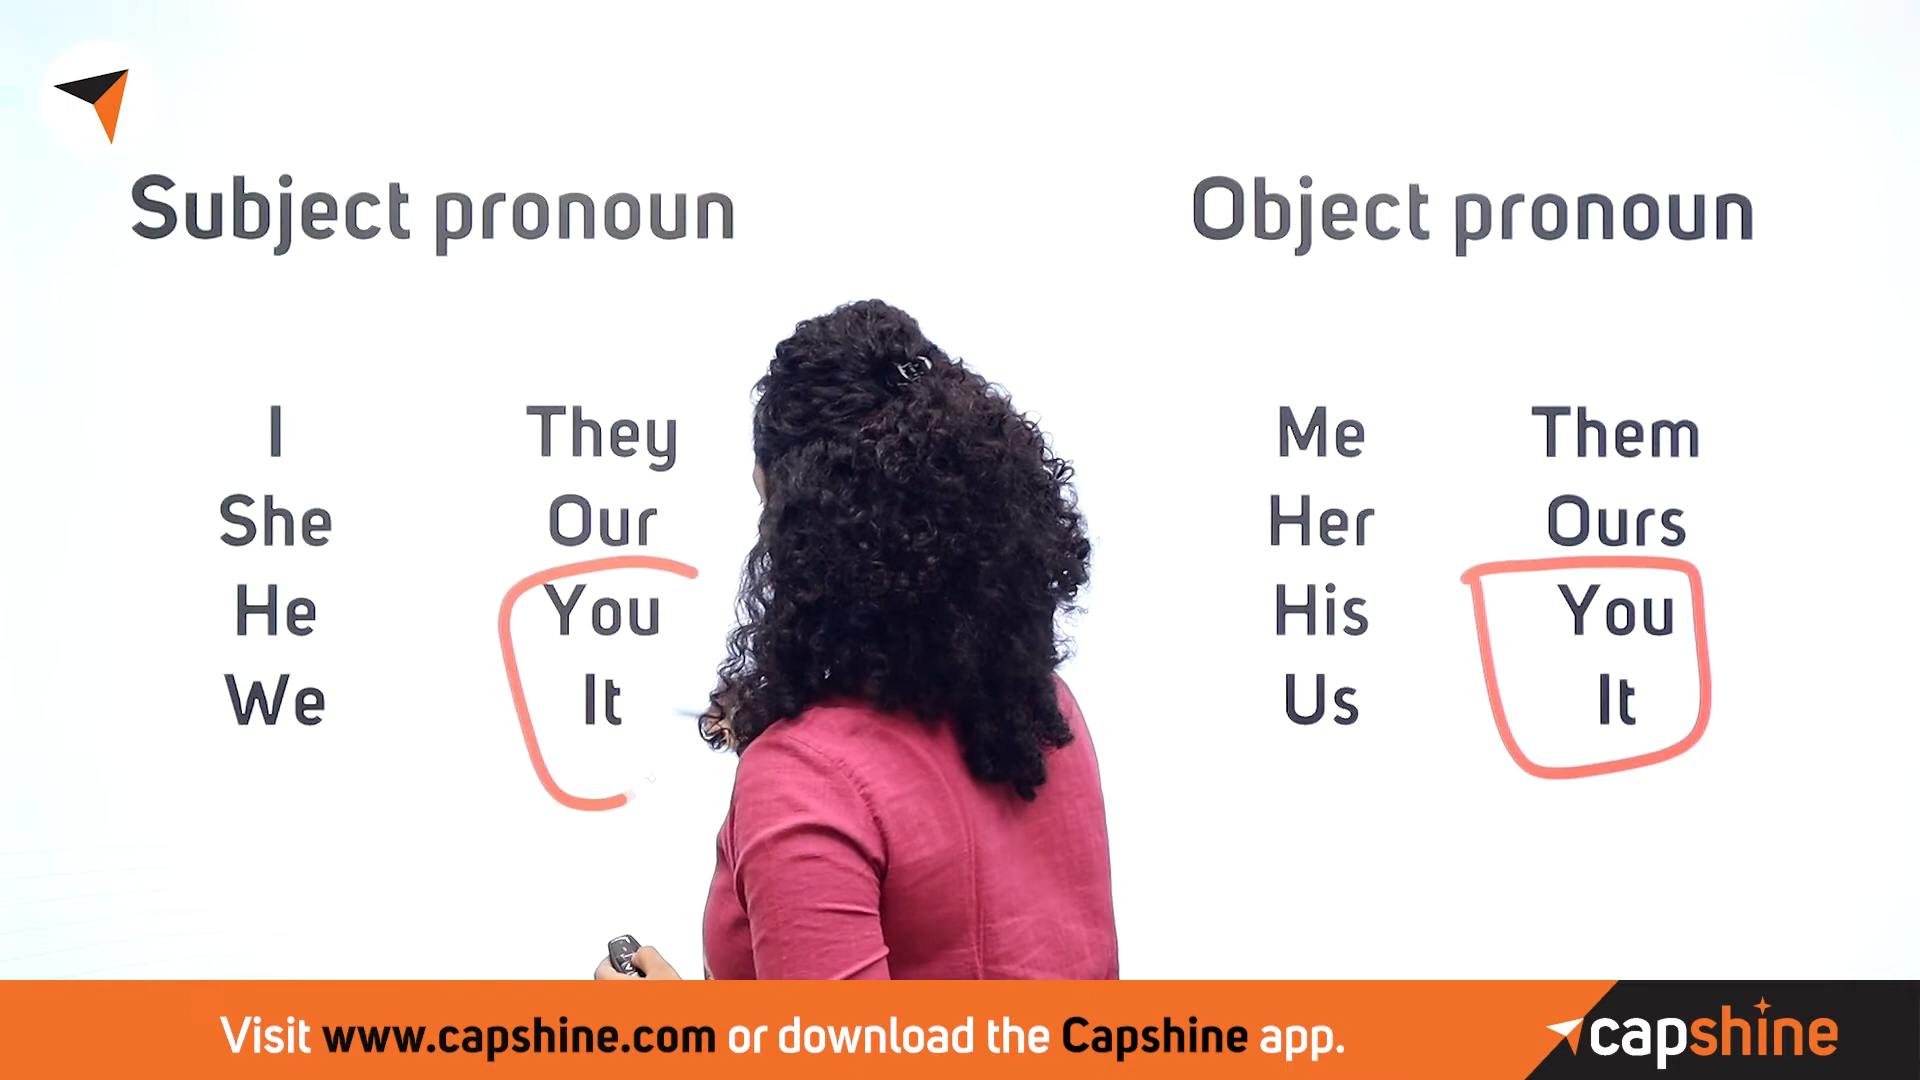 Subject pronoun
Object pronoun
I
They
She
Our
He
You
We
It
Me
Them
Her
Ours
His
You
Us
It
Visit www.capshine.com or download the Capshine app.
capshine